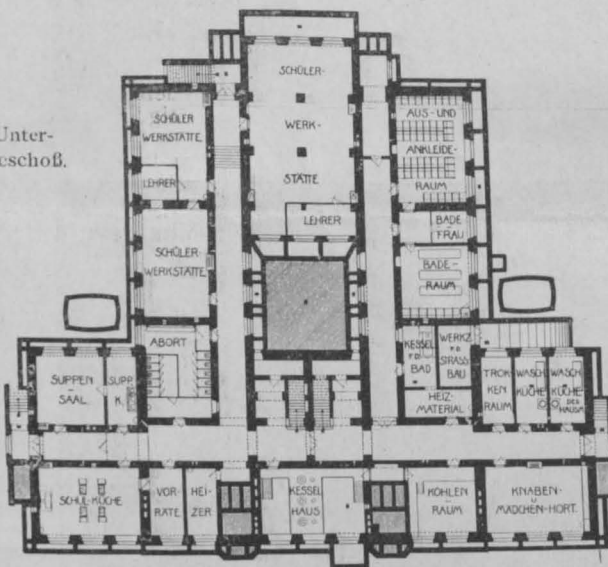 Unter-
eschoß.
SCHÜLER-
WERK-
STÄTTE
LEHRER
SCHÜLER
WERKSTÄTTE
LEHRER
SCHÜLER-
WERKSTÄTTE
AUS- UND
ANKLEIDE-
RAUM
BADE
FRAU
BADE-
RAUM
ABORT
KESSEL
F.D.
BAD
WERKZ.
F.D.
STRASS.
BAU
HEIZ-
MATERIAL
SUPPEN
SAAL
SUPP.
K.
TROK-
KEN
RAUM
WASCH
KÜCHE
WASCH
KÜCHE
DES
HAUSM.
SCHUL-KÜCHE
VOR-
RÄTE
HEI-
ZER
KESSEL
HAUS
KOHLEN-
RAUM
KNABEN-
U.
MÄDCHEN-HORT.